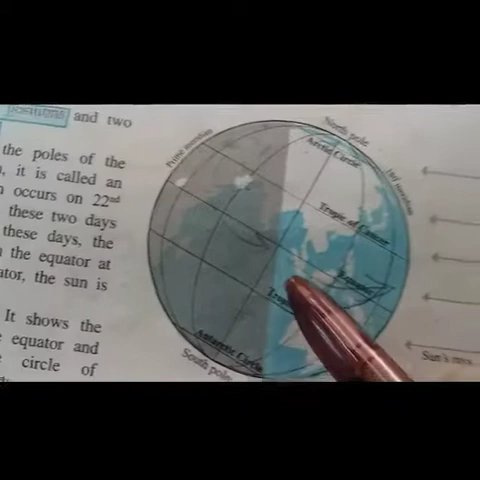 positions and two
the poles of the
, it is called an
occurs on 22nd
these two days
these days, the
the equator at
ator, the sun is
It shows the
equator and
circle of
Prime meridian
North pole
Arctic Circle
Tropic of Cancer
Equator
Antarctic Circle
South pole
Sun's rays